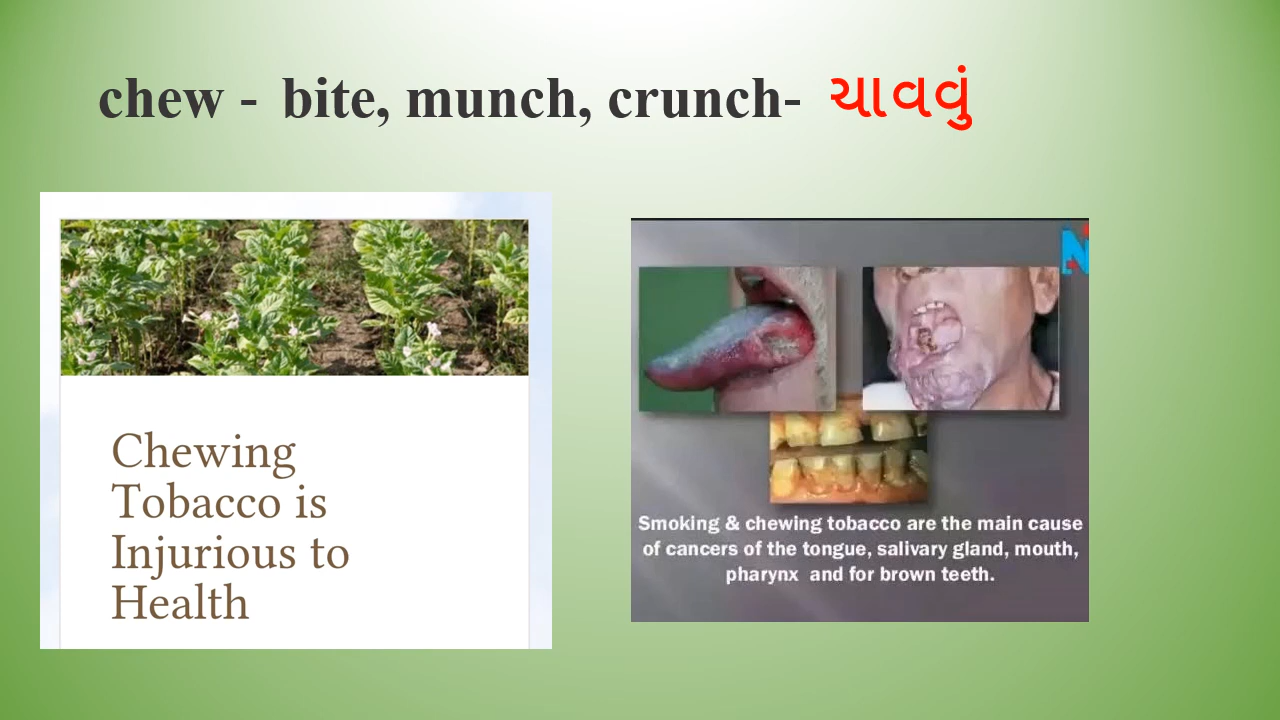 chew - bite, munch, crunch- ચાવવું
Chewing
Tobacco is
Injurious to
Health
N
Smoking & chewing tobacco are the main cause
of cancers of the tongue, salivary gland, mouth,
pharynx and for brown teeth.